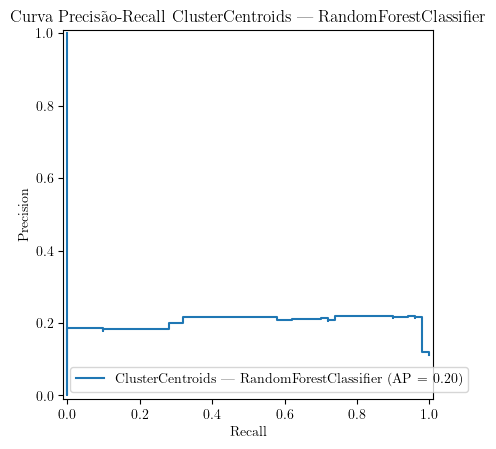 Curva Precisão-Recall ClusterCentroids — RandomForestClassifier
1.0
0.8
0.6
0.4
0.2
0.0
Precision
ClusterCentroids — RandomForestClassifier (AP = 0.20)
0.0 0.2 0.4 0.6 0.8 1.0
Recall